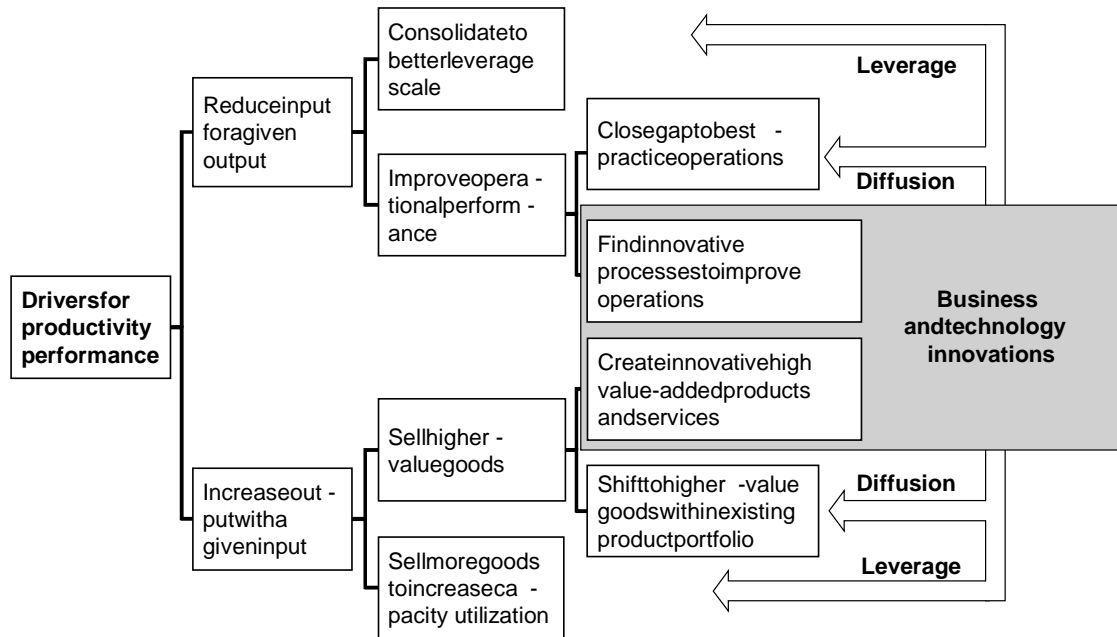 Consolidateto
betterleverage
scale
Leverage
Reduceinput
foragiven
output
Closegaptobest -
practiceoperations
Diffusion
Improveopera -
tionalperform -
ance
Findinnovative
processestoimprove
operations
Driversfor
productivity
performance
Business
andtechnology
innovations
Createinnovativehigh
value-addedproducts
andservices
Sellhigher -
valuegoods
Increaseout -
putwitha
giveninput
Shifttohigher -value
goodswithinexisting
productportfolio
Diffusion
Sellmoregoods
toincreaseca -
pacity utilization
Leverage